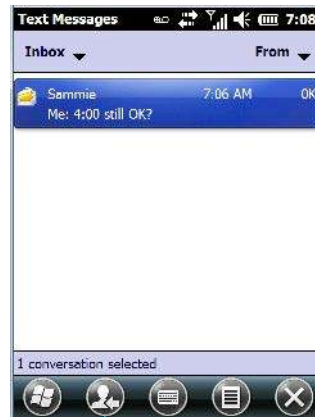 Text Messages 7:08
Inbox From
Sammie 7:06 AM OK
Me: 4:00 still OK?
1 conversation selected